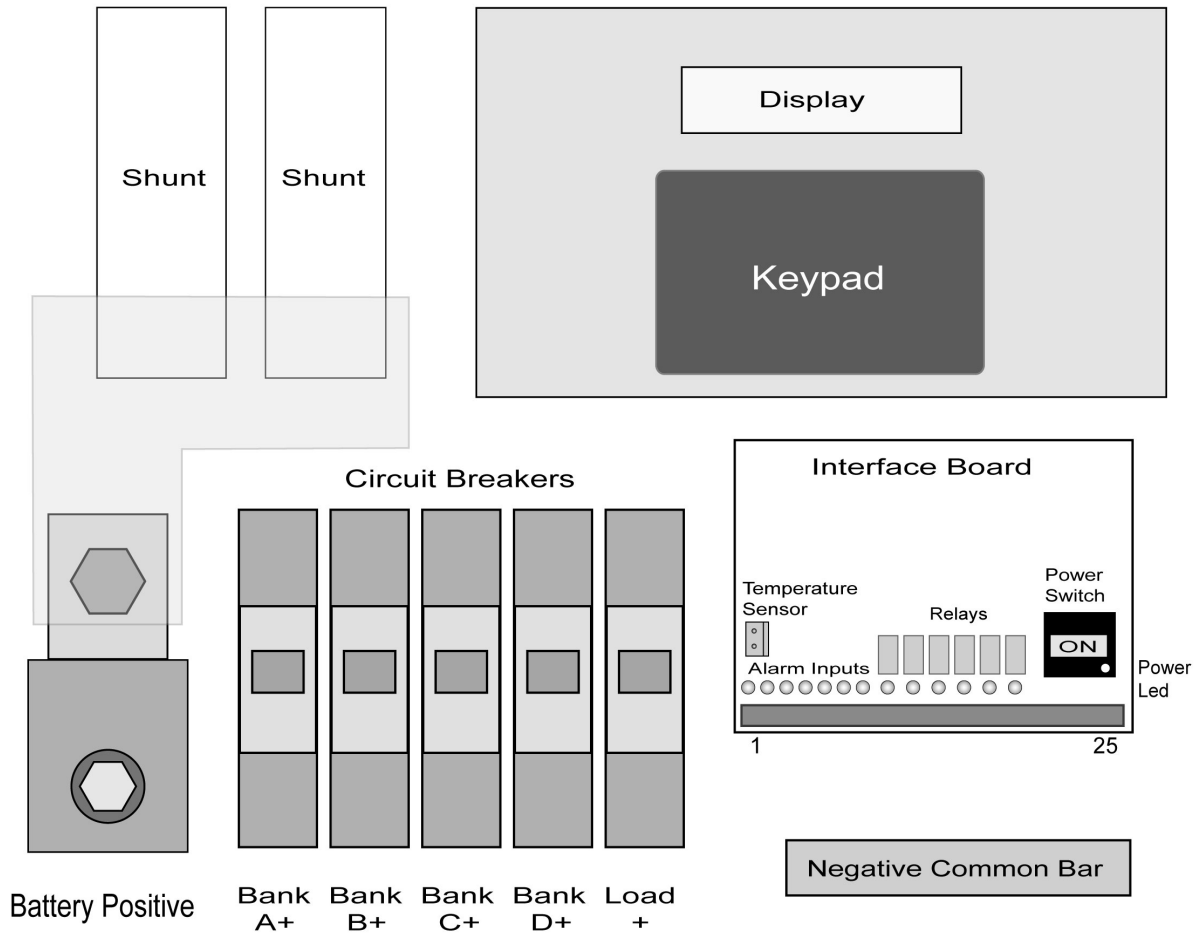 Shunt
Shunt
Display
Keypad
Circuit Breakers
Interface Board
Temperature
Sensor
Relays
Power
Switch
ON
Alarm Inputs
Power
Led
1
25
Negative Common Bar
Battery Positive
Bank
A+
Bank
B+
Bank
C+
Bank
D+
Load
+